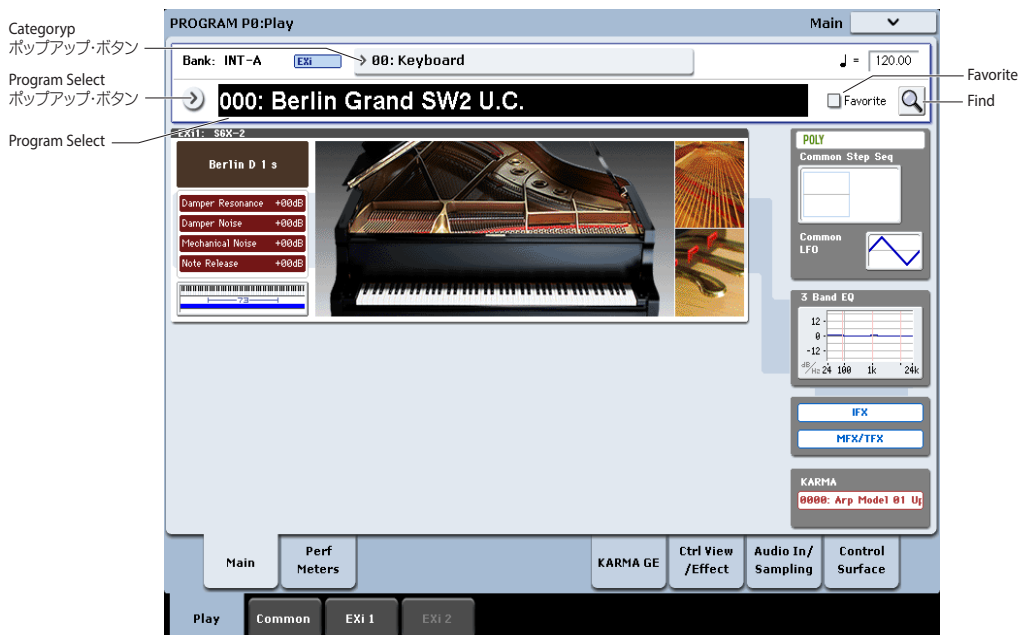 Categoryp
ポップアップ・ボタン
Program Select
ポップアップ・ボタン
Program Select
Favorite
Find
PROGRAM P0:Play
Main
Bank: INT-A
EXi
> 00: Keyboard
♩ = 120.00
000: Berlin Grand SW2 U.C.
Favorite
EXi1: SGX-2
Berlin D 1 s
Damper Resonance +00dB
Damper Noise +00dB
Mechanical Noise +00dB
Note Release +00dB
73
POLY
Common Step Seq
Common
LFO
3 Band EQ
12
0
-12
dB/Hz 24 100 1k 24k
IFX
MFX/TFX
KARMA
0000: Arp Model 01 Up
Main
Perf
Meters
KARMA GE
Ctrl View
/Effect
Audio In/
Sampling
Control
Surface
Play
Common
EXi 1
EXi 2